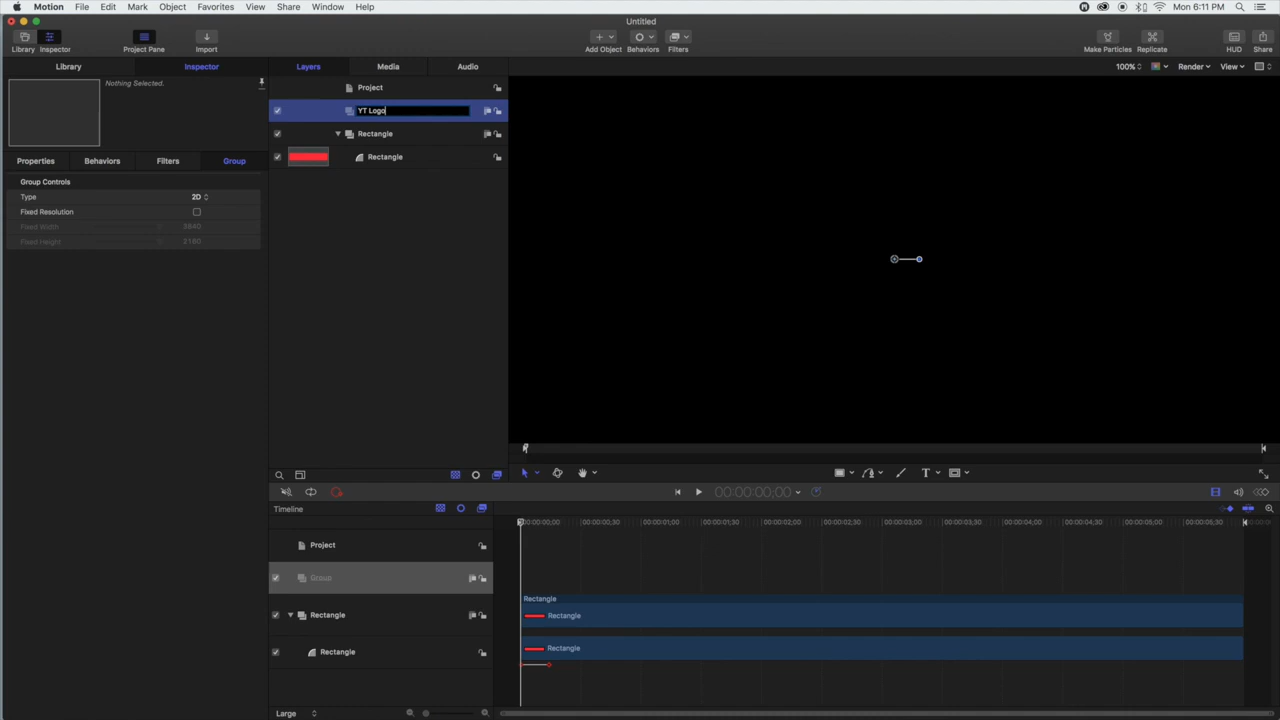 Motion File Edit Mark Object Favorites View Share Window Help Mon 6:11 PM
Untitled
Library Inspector Project Pane Import Add Object Behaviors Filters Make Particles Replicate HUD Share
Library Inspector Layers Media Audio 100% Render View
Nothing Selected.
Project
YT Logo
Rectangle
Rectangle
Properties Behaviors Filters Group
Group Controls
Type 2D
Fixed Resolution
Fixed Width 3840
Fixed Height 2160
T
00:00:00;00
Timeline
00:00:00;00 00:00:00;30 00:00:01;00 00:00:01;30 00:00:02;00 00:00:02;30 00:00:03;00 00:00:03;30 00:00:04;00 00:00:04;30 00:00:05;00 00:00:05;30
Project
Group
Rectangle
Rectangle Rectangle
Rectangle Rectangle
Large